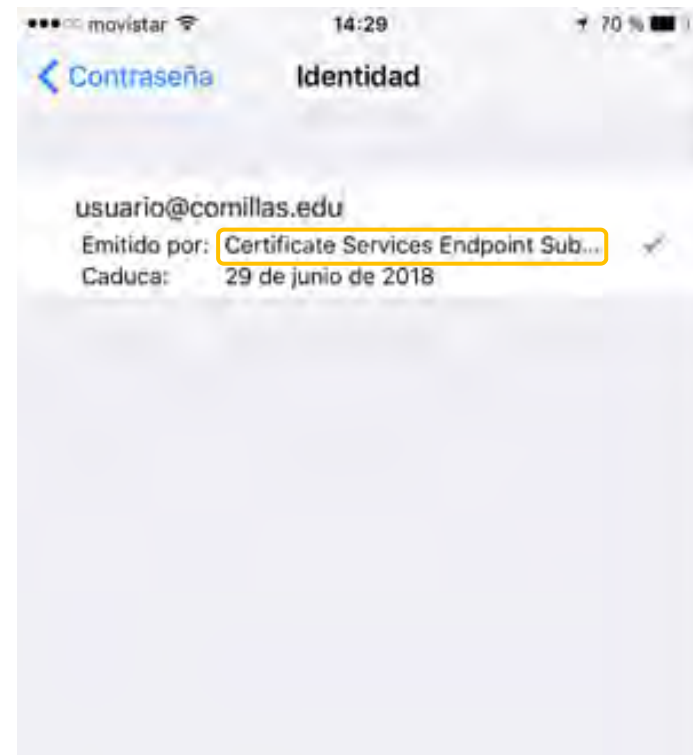 movistar 14:29 70 %
Contraseña Identidad
usuario@comillas.edu
Emitido por: Certificate Services Endpoint Sub...
Caduca: 29 de junio de 2018